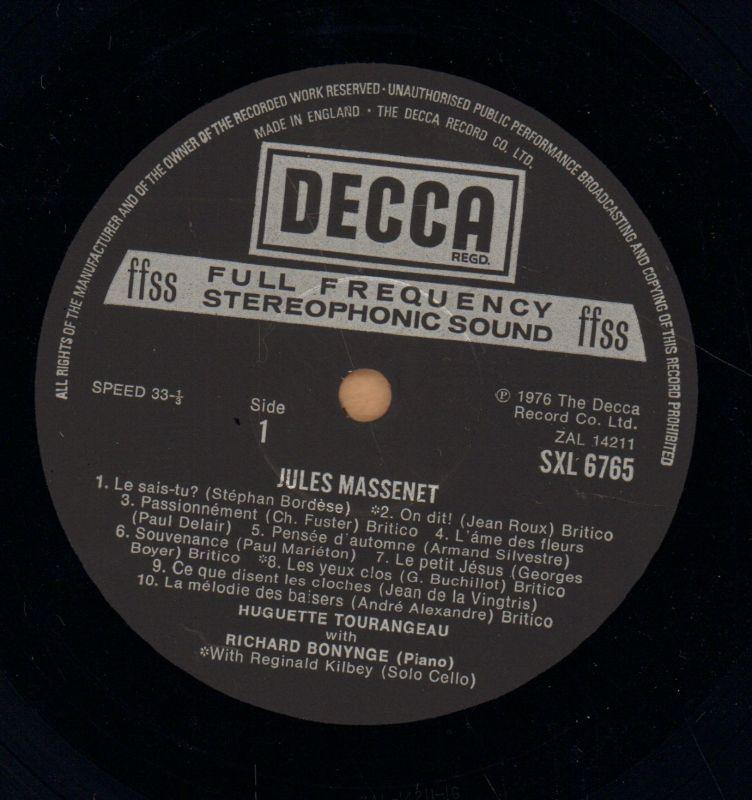 ALL RIGHTS OF THE MANUFACTURER AND OF THE OWNER OF THE RECORDED WORK RESERVED · UNAUTHORISED PUBLIC PERFORMANCE BROADCASTING AND COPYING OF THIS RECORD PROHIBITED
MADE IN ENGLAND · THE DECCA RECORD CO. LTD.
DECCA
REGD.
ffss FULL FREQUENCY ffss
STEREOPHONIC SOUND
SPEED 33-1/3
Side
1
℗ 1976 The Decca
Record Co. Ltd.
ZAL 14211
SXL 6765
JULES MASSENET
1. Le sais-tu? (Stéphan Bordèse) *2. On dit! (Jean Roux) Britico
3. Passionnément (Ch. Fuster) Britico 4. L'áme des fleurs
(Paul Delair) 5. Pensée d'automne (Armand Silvestre)
6. Souvenance (Paul Mariéton) 7. Le petit Jésus (Georges
Boyer) Britico *8. Les yeux clos (G. Buchillot) Britico
9. Ce que disent les cloches (Jean de la Vingtris)
10. La mélodie des baisers (André Alexandre) Britico
HUGUETTE TOURANGEAU
with
RICHARD BONYNGE (Piano)
*With Reginald Kilbey (Solo Cello)